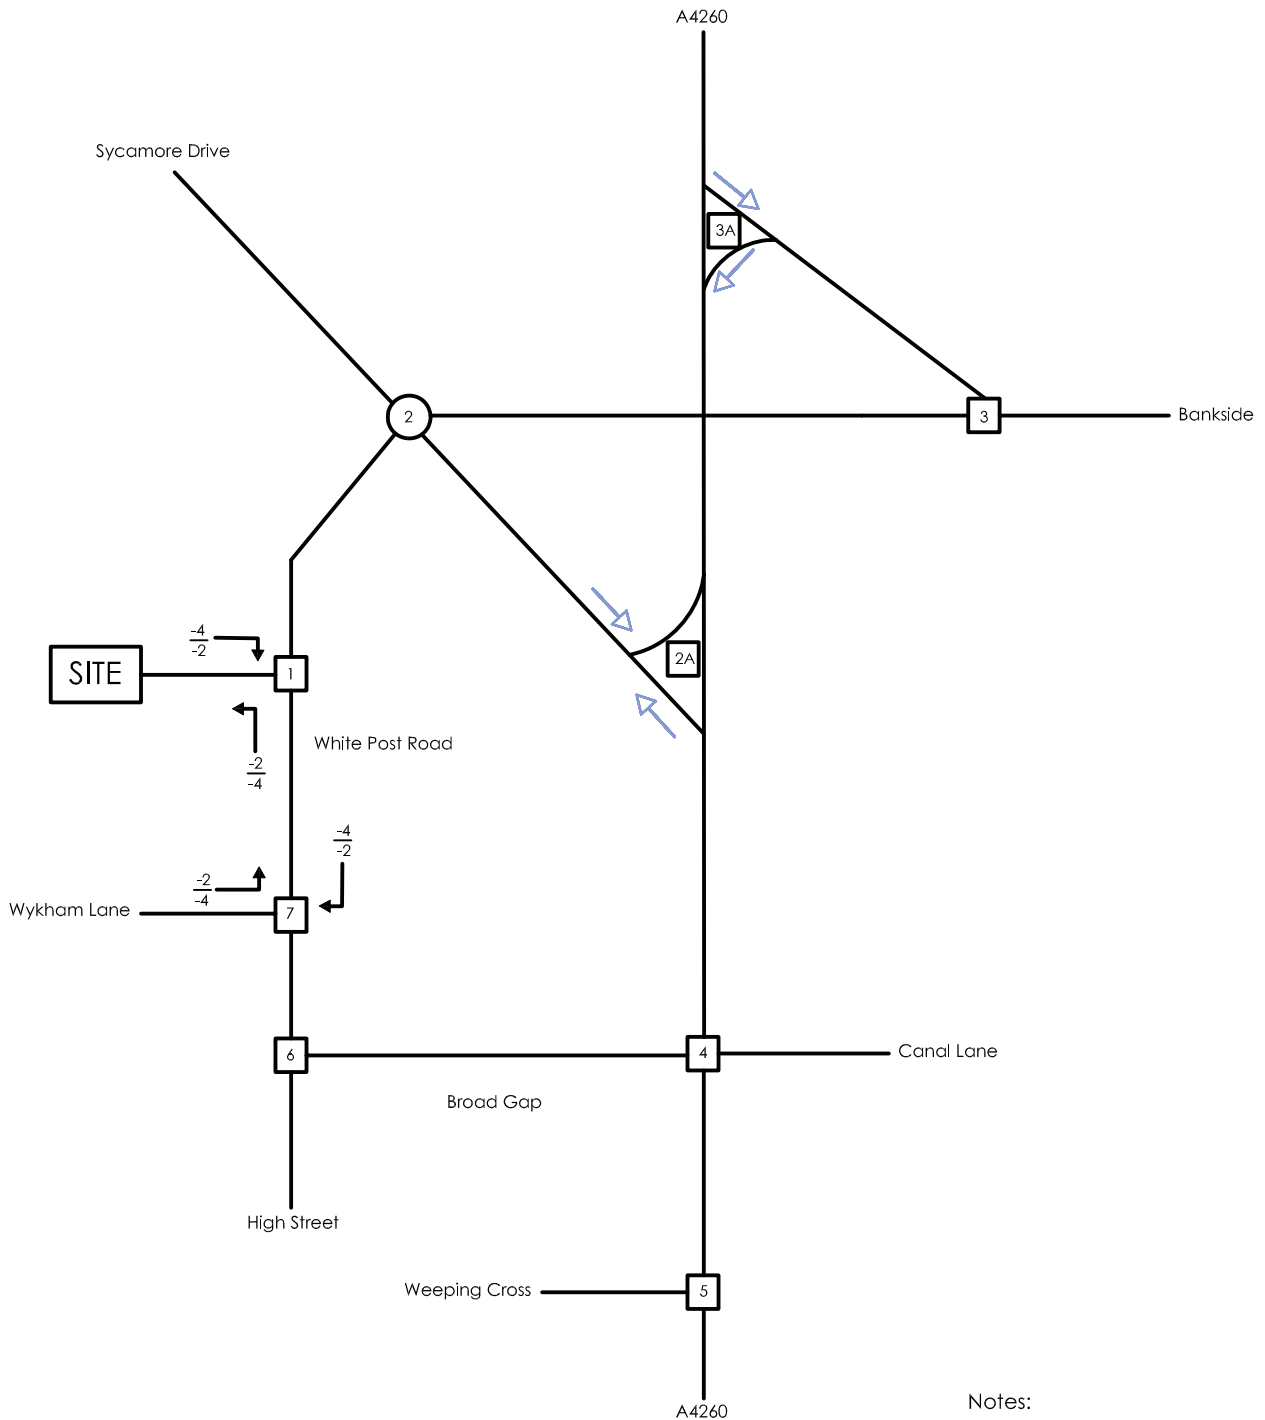 A4260
Sycamore Drive
3A
2
3
Bankside
-4
-2
SITE
1
2A
White Post Road
-2
-4
-4
-2
-2
-4
Wykham Lane
7
6
4
Canal Lane
Broad Gap
High Street
Weeping Cross
5
Notes:
A4260